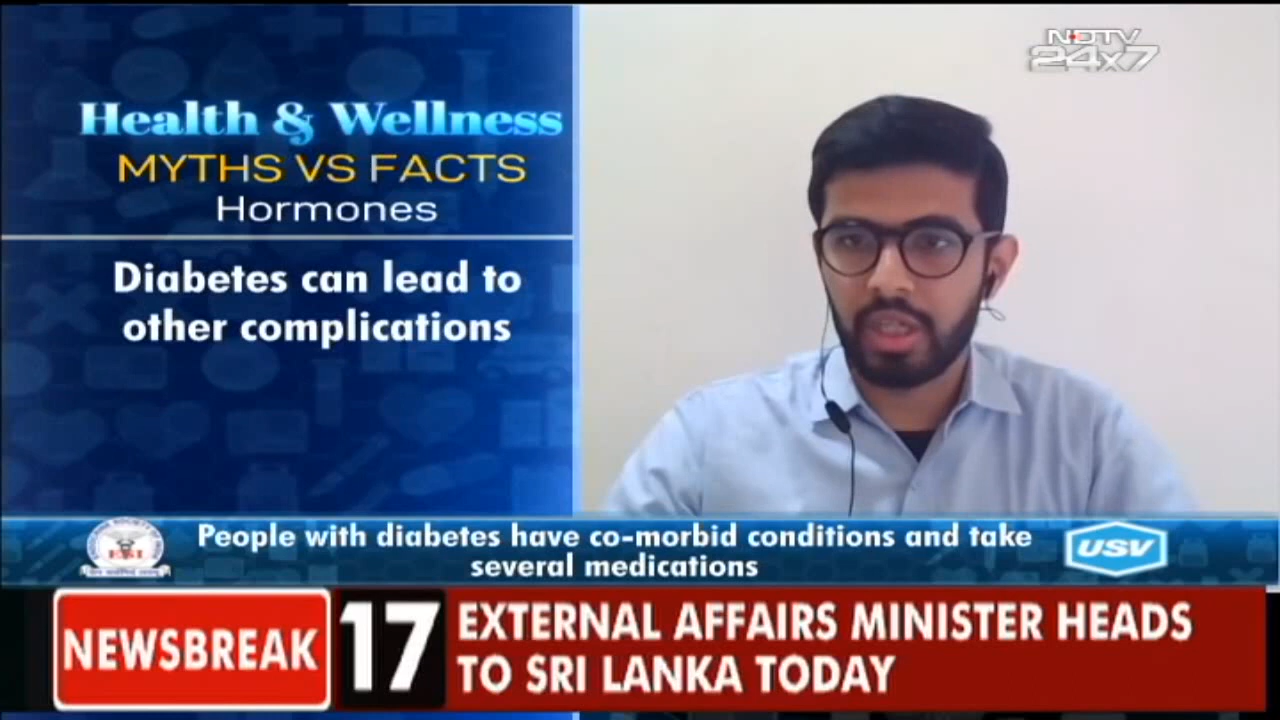 NDTV
24x7
Health & Wellness
MYTHS VS FACTS
Hormones
Diabetes can lead to
other complications
People with diabetes have co-morbid conditions and take
several medications
ESI
USV
NEWSBREAK
17
EXTERNAL AFFAIRS MINISTER HEADS
TO SRI LANKA TODAY